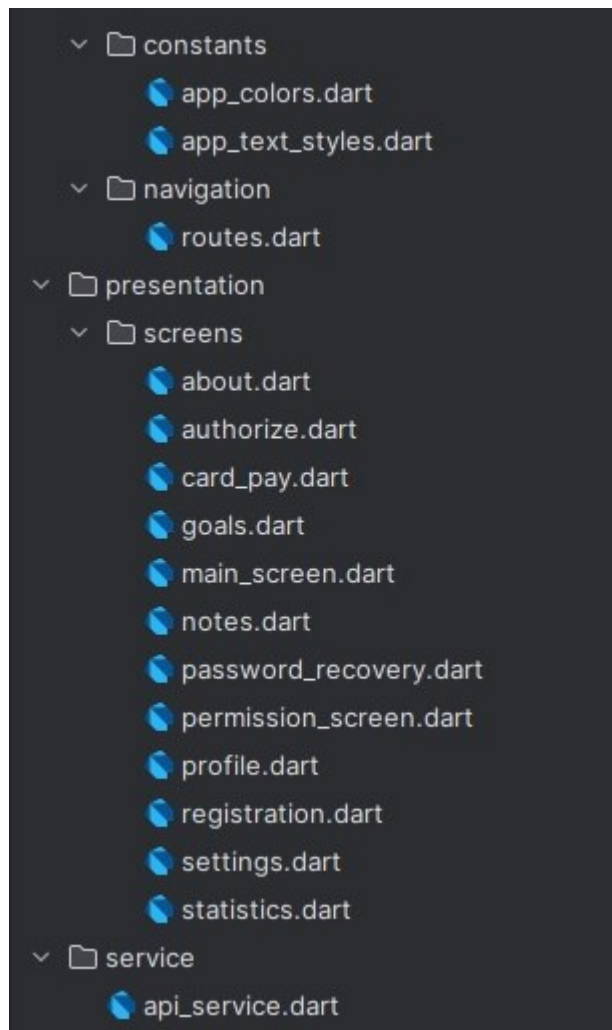 constants
app_colors.dart
app_text_styles.dart
navigation
routes.dart
presentation
screens
about.dart
authorize.dart
card_pay.dart
goals.dart
main_screen.dart
notes.dart
password_recovery.dart
permission_screen.dart
profile.dart
registration.dart
settings.dart
statistics.dart
service
api_service.dart